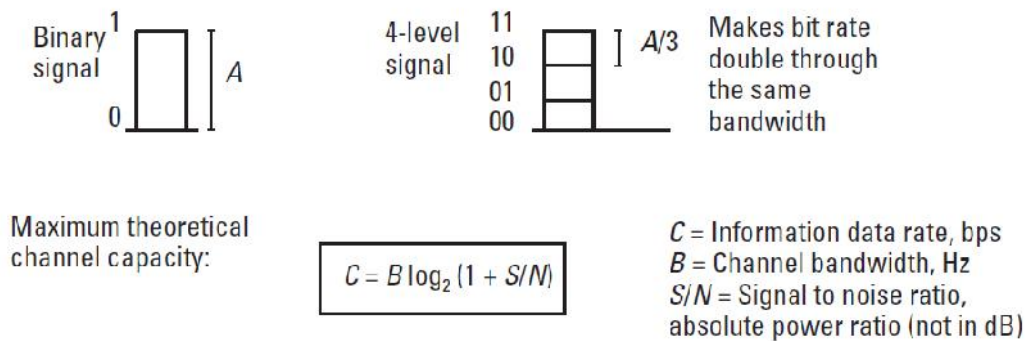 Binary
signal
1
0
A
4-level
signal
11
10
01
00
A/3
Makes bit rate
double through
the same
bandwidth
Maximum theoretical
channel capacity:
C = B log₂ (1 + S/N)
C = Information data rate, bps
B = Channel bandwidth, Hz
S/N = Signal to noise ratio,
absolute power ratio (not in dB)